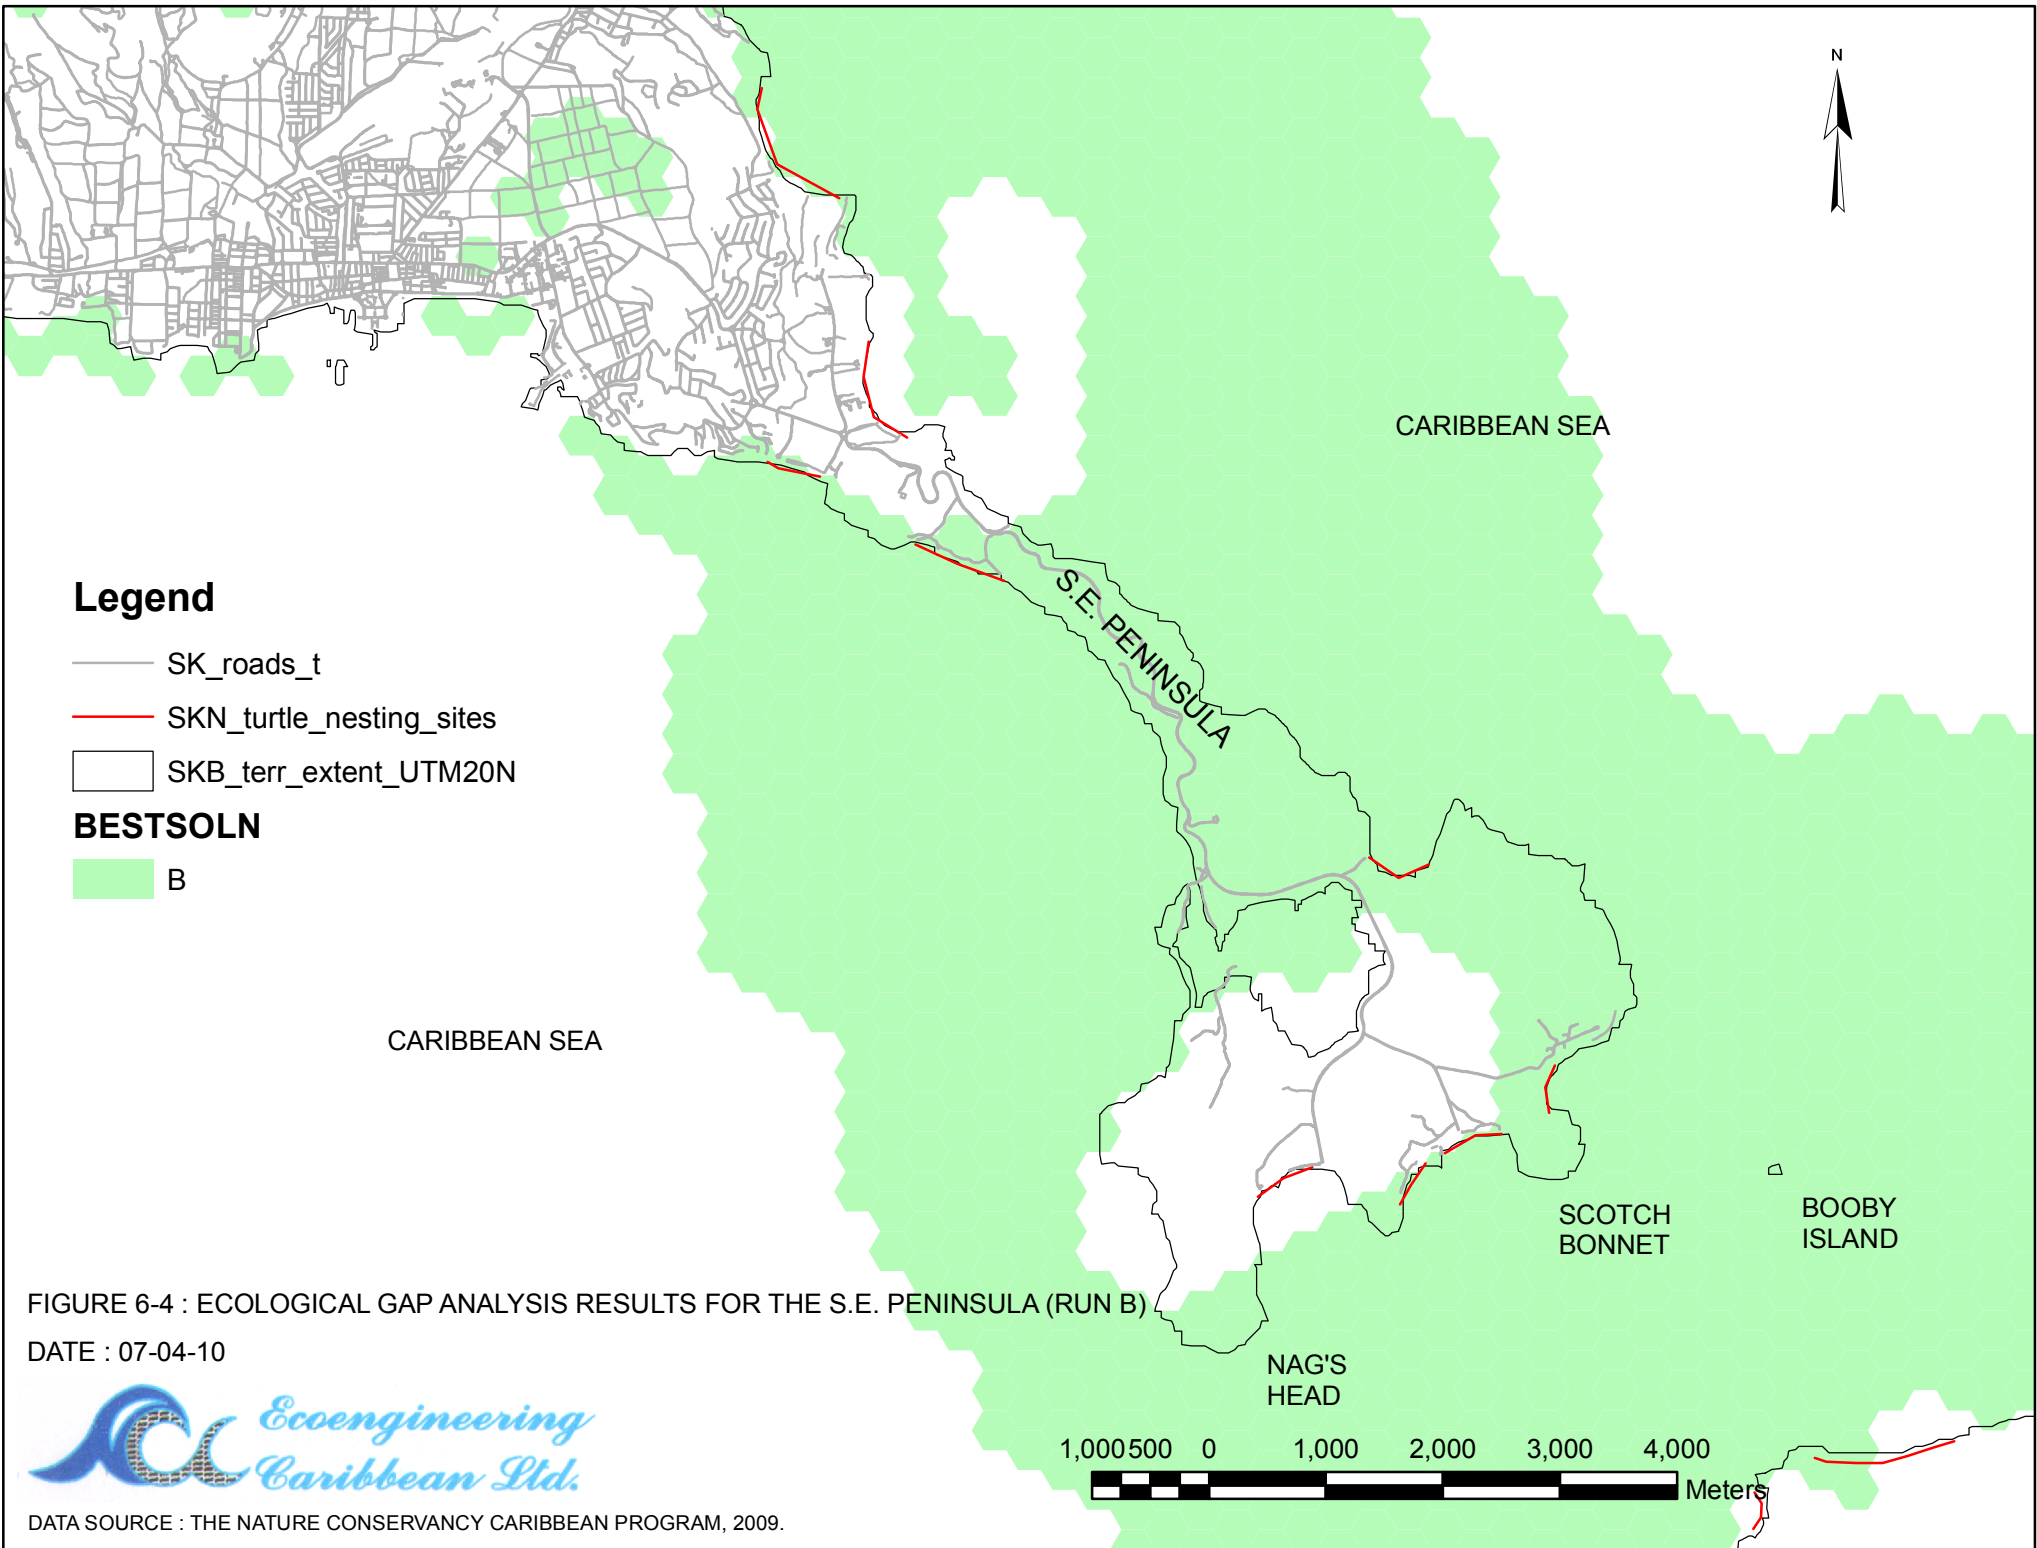 N
CARIBBEAN SEA
S.E. PENINSULA
Legend
SK_roads_t
SKN_turtle_nesting_sites
SKB_terr_extent_UTM20N
BESTSOLN
B
CARIBBEAN SEA
SCOTCH
BONNET
BOOBY
ISLAND
NAG'S
HEAD
FIGURE 6-4 : ECOLOGICAL GAP ANALYSIS RESULTS FOR THE S.E. PENINSULA (RUN B)
DATE : 07-04-10
Ecoengineering
Caribbean Ltd.
1,000 500 0 1,000 2,000 3,000 4,000
Meters
DATA SOURCE : THE NATURE CONSERVANCY CARIBBEAN PROGRAM, 2009.